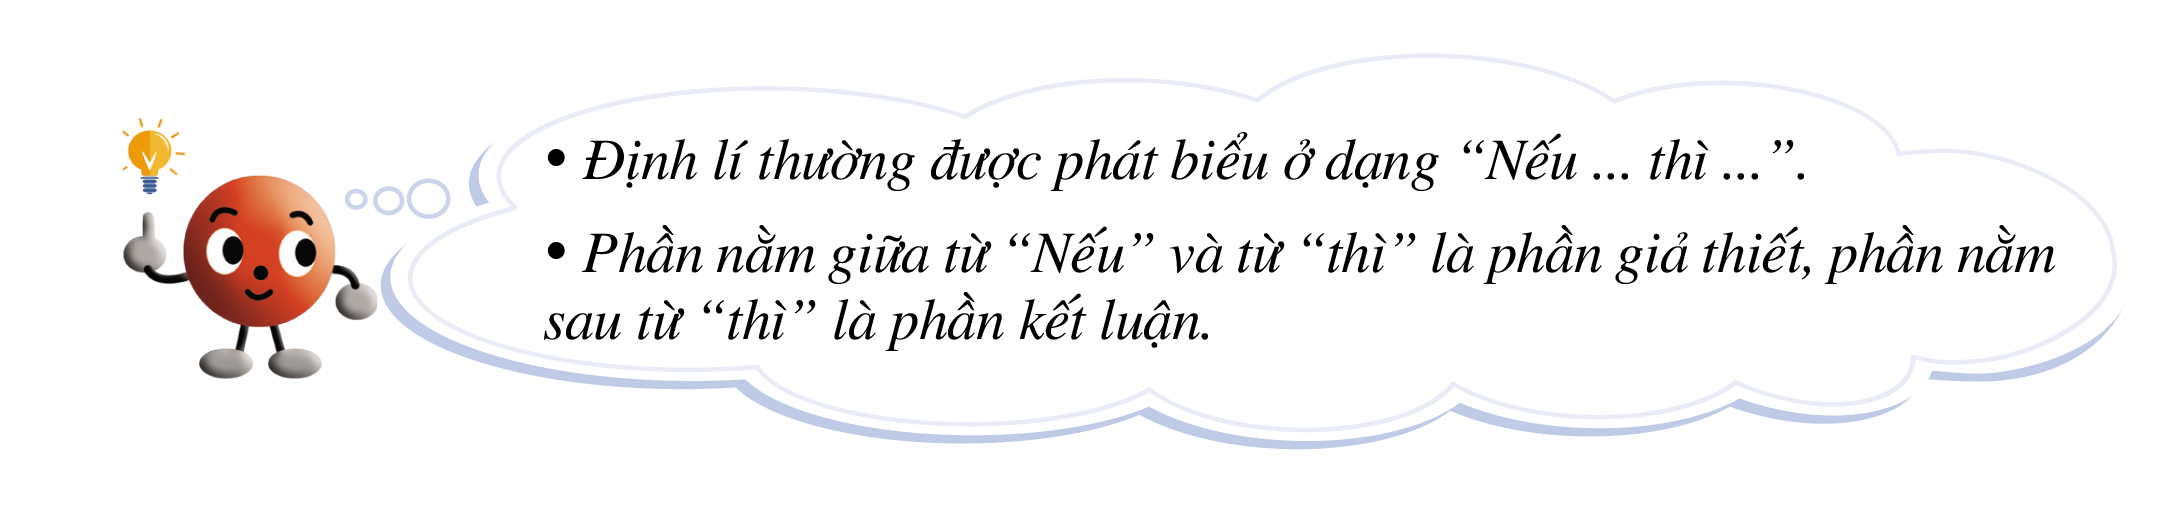 • Định lí thường được phát biểu ở dạng “Nếu ... thì ...”.
• Phần nằm giữa từ “Nếu” và từ “thì” là phần giả thiết, phần nằm
sau từ “thì” là phần kết luận.